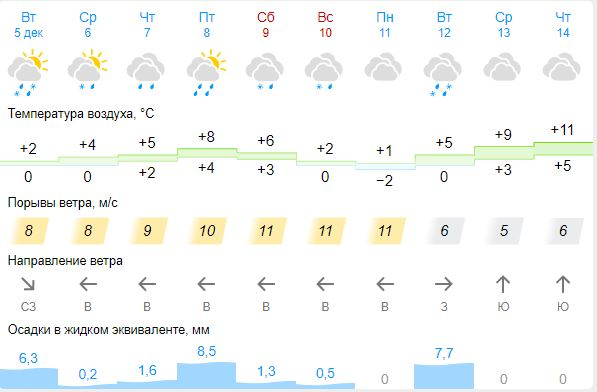 Вт Ср Чт Пт Сб Вс Пн Вт Ср Чт
5 дек 6 7 8 9 10 11 12 13 14
Температура воздуха, °C
+2 +4 +5 +8 +6 +2 +1 +5 +9 +11
0 0 +2 +4 +3 0 −2 0 +3 +5
Порывы ветра, м/с
8 8 9 10 11 11 11 6 5 6
Направление ветра
СЗ В В В В В В З Ю Ю
Осадки в жидком эквиваленте, мм
6,3 0,2 1,6 8,5 1,3 0,5 0 7,7 0 0